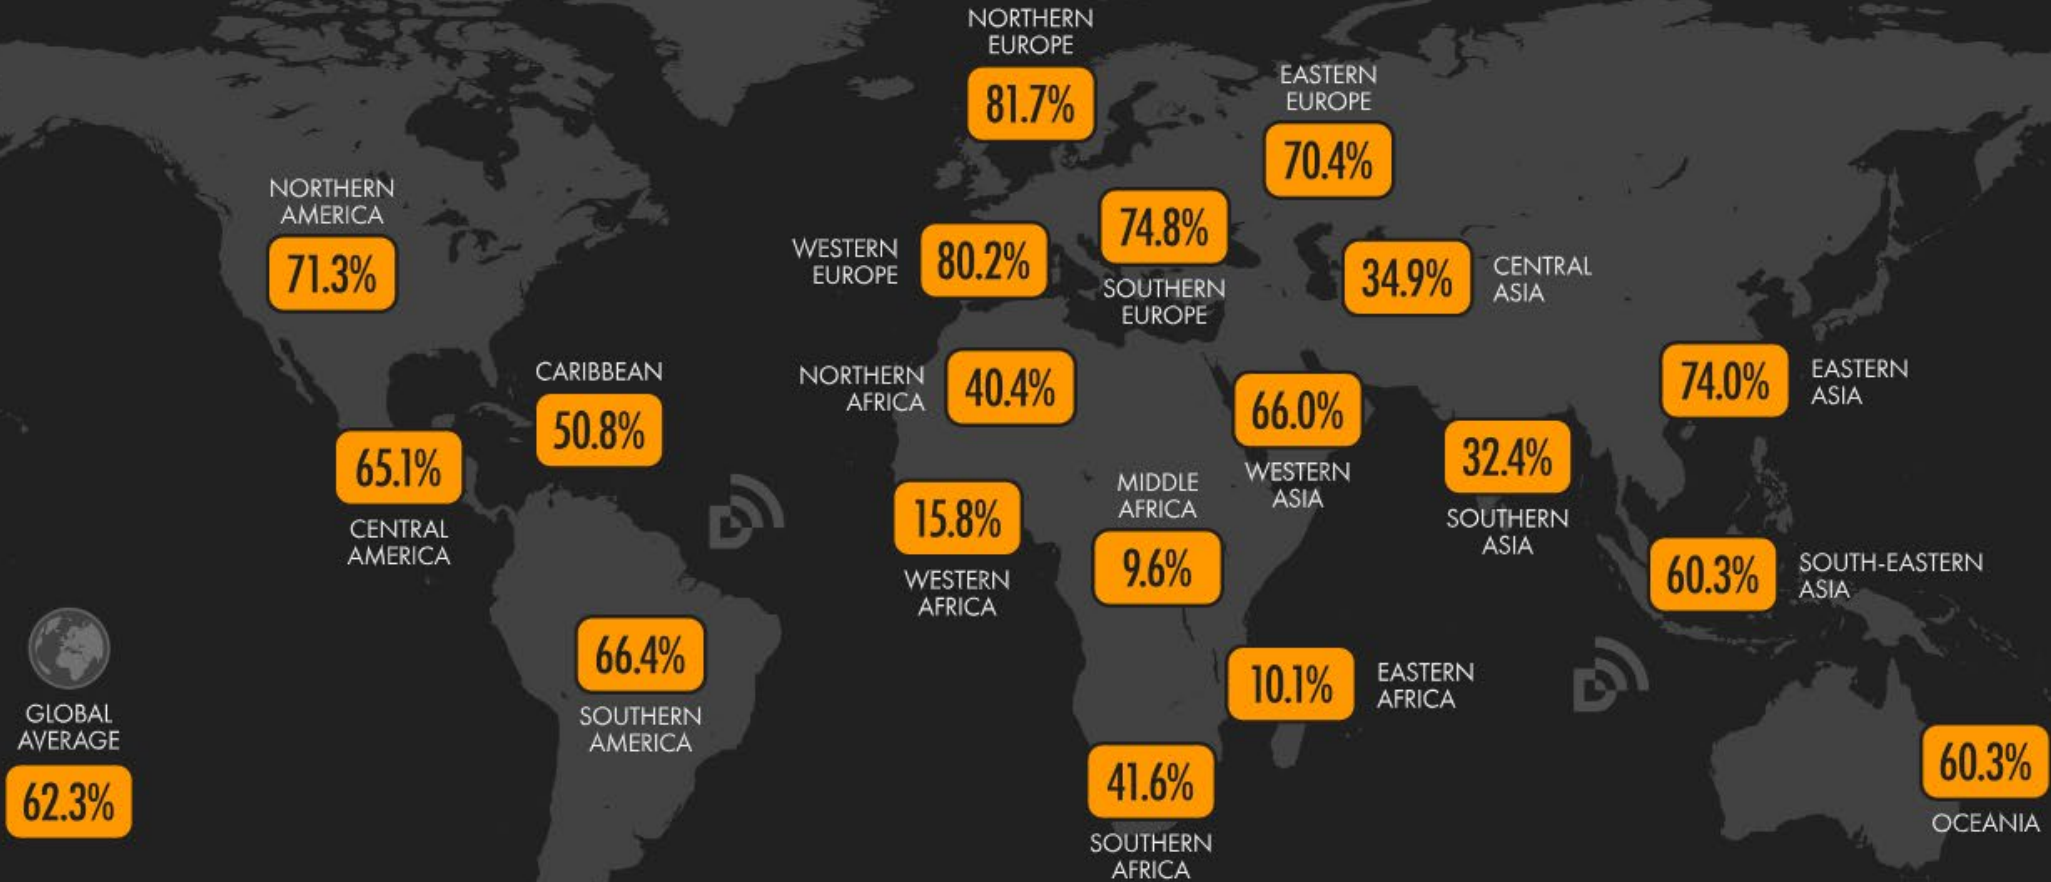 NORTHERN
EUROPE
81.7%
EASTERN
EUROPE
70.4%
NORTHERN
AMERICA
71.3%
WESTERN
EUROPE
80.2%
74.8%
SOUTHERN
EUROPE
34.9%
CENTRAL
ASIA
CARIBBEAN
50.8%
NORTHERN
AFRICA
40.4%
66.0%
WESTERN
ASIA
74.0%
EASTERN
ASIA
65.1%
CENTRAL
AMERICA
32.4%
SOUTHERN
ASIA
15.8%
WESTERN
AFRICA
MIDDLE
AFRICA
9.6%
60.3%
SOUTH-EASTERN
ASIA
66.4%
SOUTHERN
AMERICA
10.1%
EASTERN
AFRICA
GLOBAL
AVERAGE
62.3%
41.6%
SOUTHERN
AFRICA
60.3%
OCEANIA